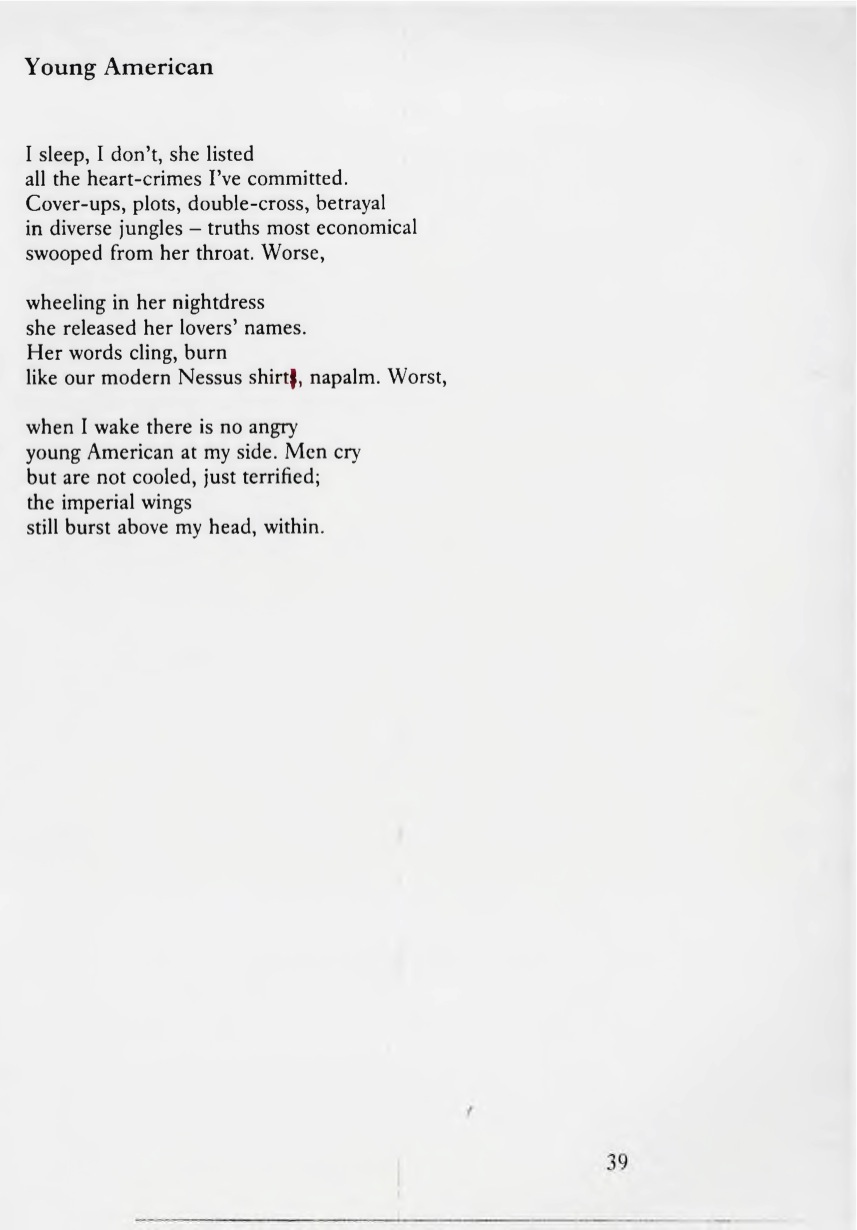 Young American
I sleep, I don't, she listed
all the heart-crimes I've committed.
Cover-ups, plots, double-cross, betrayal
in diverse jungles – truths most economical
swooped from her throat. Worse,
wheeling in her nightdress
she released her lovers' names.
Her words cling, burn
like our modern Nessus shirt, napalm. Worst,
when I wake there is no angry
young American at my side. Men cry
but are not cooled, just terrified;
the imperial wings
still burst above my head, within.
39